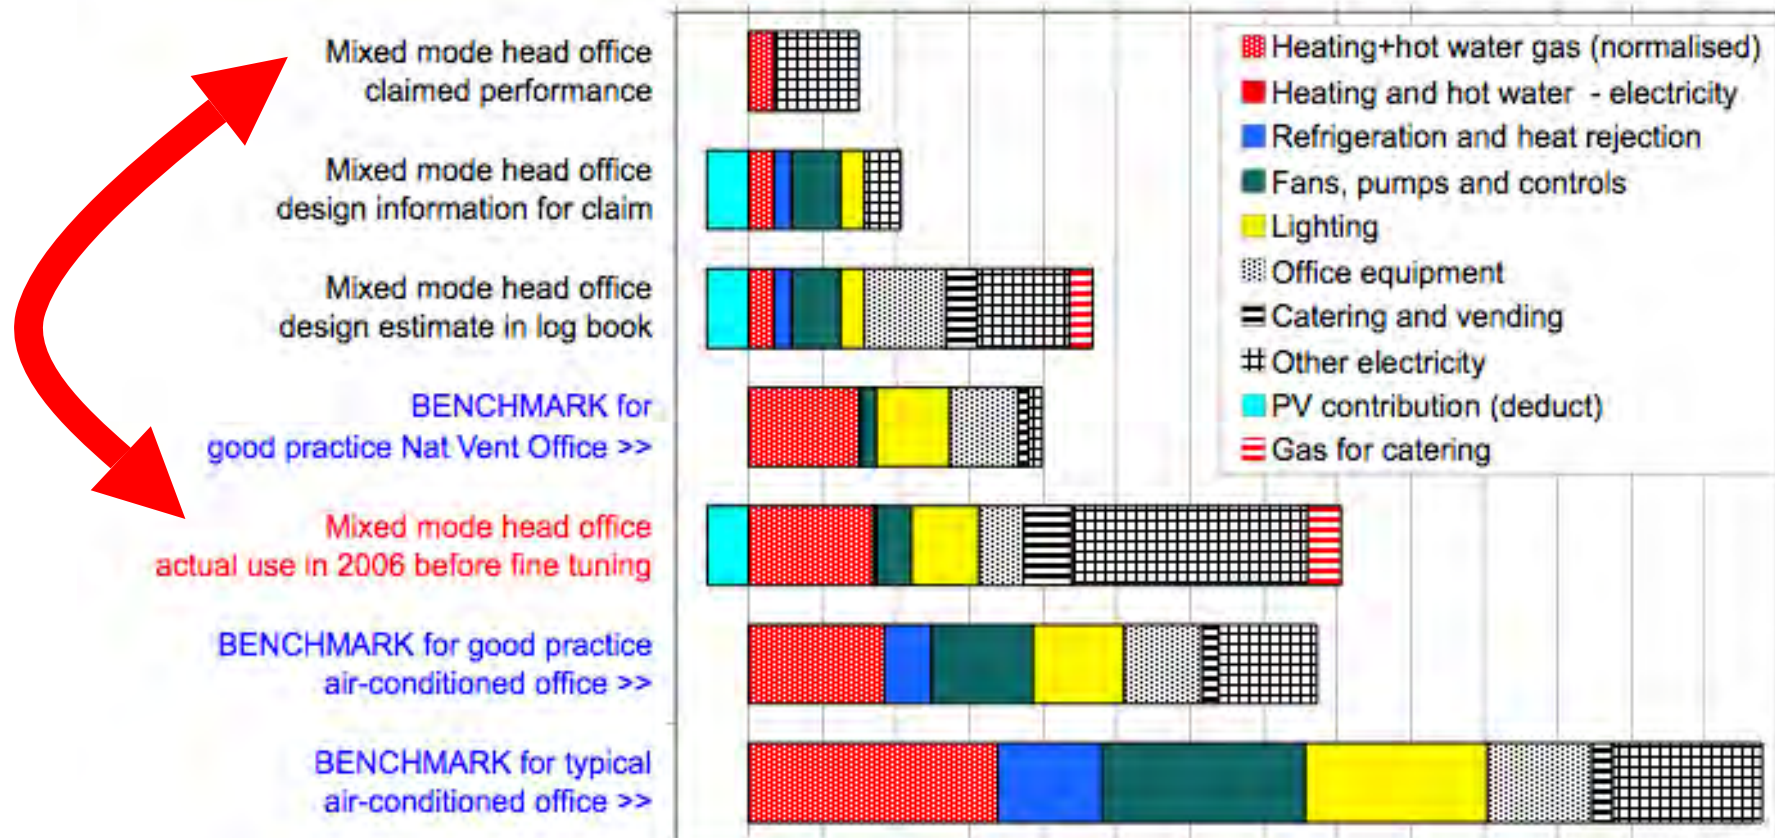 Mixed mode head office
claimed performance
Mixed mode head office
design information for claim
Mixed mode head office
design estimate in log book
BENCHMARK for
good practice Nat Vent Office >>
Mixed mode head office
actual use in 2006 before fine tuning
BENCHMARK for good practice
air-conditioned office >>
BENCHMARK for typical
air-conditioned office >>
Heating+hot water gas (normalised)
Heating and hot water - electricity
Refrigeration and heat rejection
Fans, pumps and controls
Lighting
Office equipment
Catering and vending
Other electricity
PV contribution (deduct)
Gas for catering